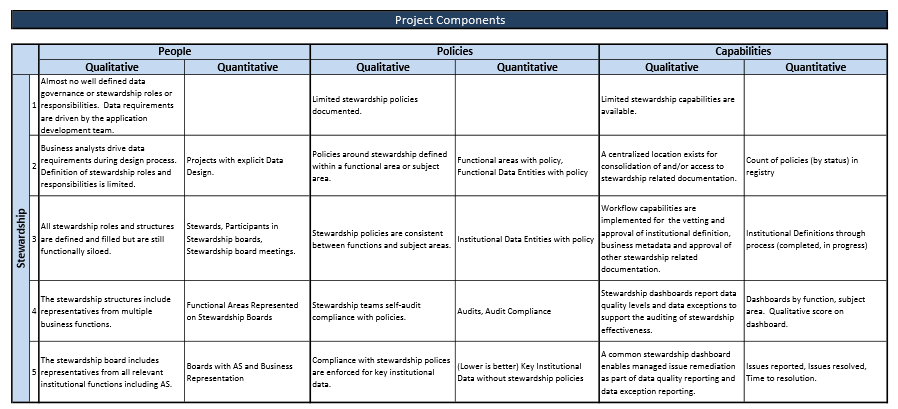 Project Components
People
Policies
Capabilities
Qualitative
Quantitative
Qualitative
Quantitative
Qualitative
Quantitative
Stewardship
1
Almost no well defined data
governance or stewardship roles or
responsibilities. Data requirements
are driven by the application
development team.
Limited stewardship policies
documented.
Limited stewardship capabilities are
available.
2
Business analysts drive data
requirements during design process.
Definition of stewardship roles and
responsibilities is limited.
Projects with explicit Data
Design.
Policies around stewardship defined
within a functional area or subject
area.
Functional areas with policy,
Functional Data Entities with policy
A centralized location exists for
consolidation of and/or access to
stewardship related documentation.
Count of policies (by status) in
registry
3
All stewardship roles and structures
are defined and filled but are still
functionally siloed.
Stewards, Participants in
Stewardship boards,
Stewardship board meetings.
Stewardship policies are consistent
between functions and subject areas.
Institutional Data Entities with policy
Workflow capabilities are
implemented for the vetting and
approval of institutional definition,
business metadata and approval of
other stewardship related
documentation.
Institutional Definitions through
process (completed, in progress)
4
The stewardship structures include
representatives from multiple
business functions.
Functional Areas Represented
on Stewardship Boards
Stewardship teams self-audit
compliance with policies.
Audits, Audit Compliance
Stewardship dashboards report data
quality levels and data exceptions to
support the auditing of stewardship
effectiveness.
Dashboards by function, subject
area. Qualitative score on
dashboard.
5
The stewardship board includes
representatives from all relevant
institutional functions including AS.
Boards with AS and Business
Representation
Compliance with stewardship polices
are enforced for key institutional
data.
(Lower is better) Key Institutional
Data without stewardship policies
A common stewardship dashboard
enables managed issue remediation
as part of data quality reporting and
data exception reporting.
Issues reported, Issues resolved,
Time to resolution.